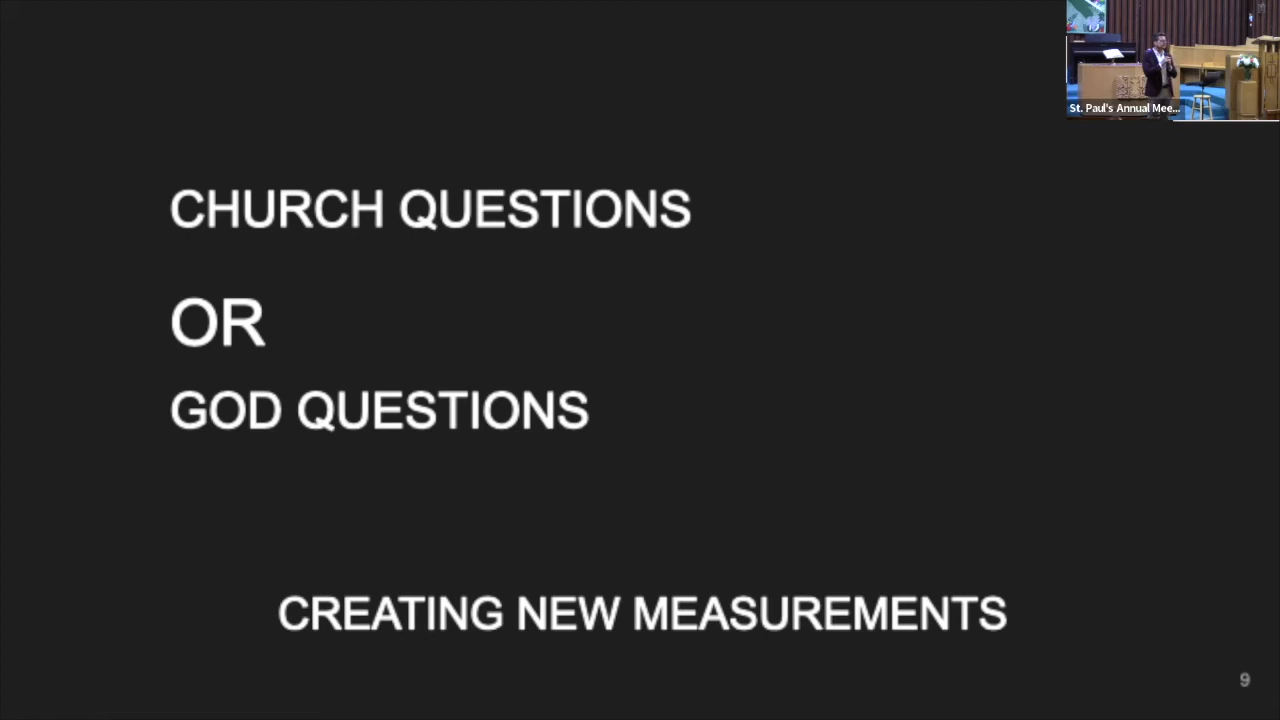 St. Paul's Annual Mee...
CHURCH QUESTIONS
OR
GOD QUESTIONS
CREATING NEW MEASUREMENTS
9